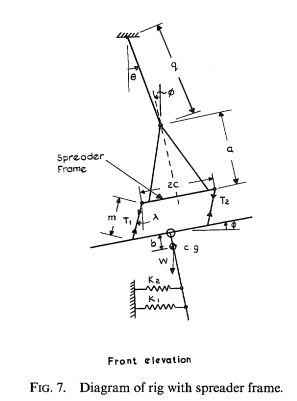 q
θ
ϕ
a
Spreader
Frame
2c
T₂
m
T₁
λ
b
ϕ
c.g
W
K₂
K₁
Front elevation
FIG. 7. Diagram of rig with spreader frame.